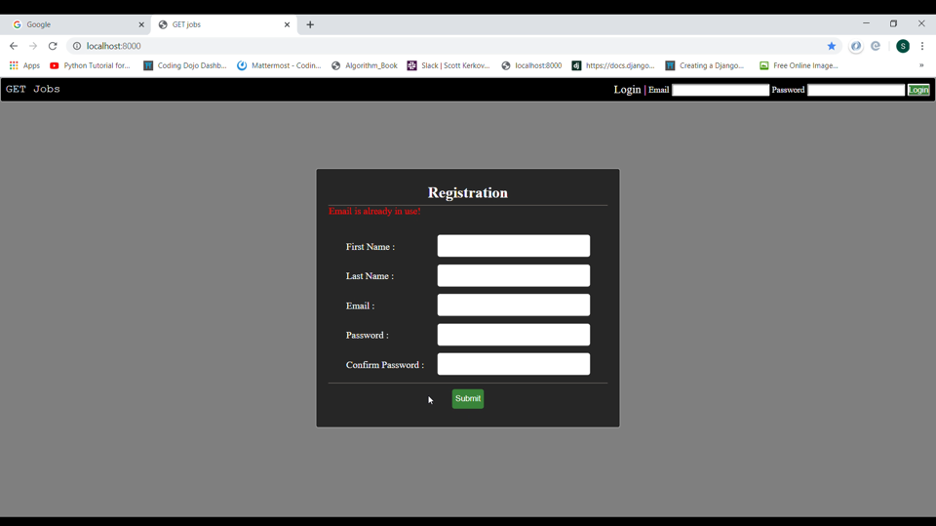 Google
GET jobs
localhost:8000
S
Apps
Python Tutorial for...
Coding Dojo Dashb...
Mattermost - Codin...
Algorithm_Book
Slack | Scott Kerkov...
localhost:8000
https://docs.django...
Creating a Django...
Free Online Image...
»
GET Jobs
Login | Email
Password
Login
Registration
Email is already in use!
First Name :
Last Name :
Email :
Password :
Confirm Password :
Submit